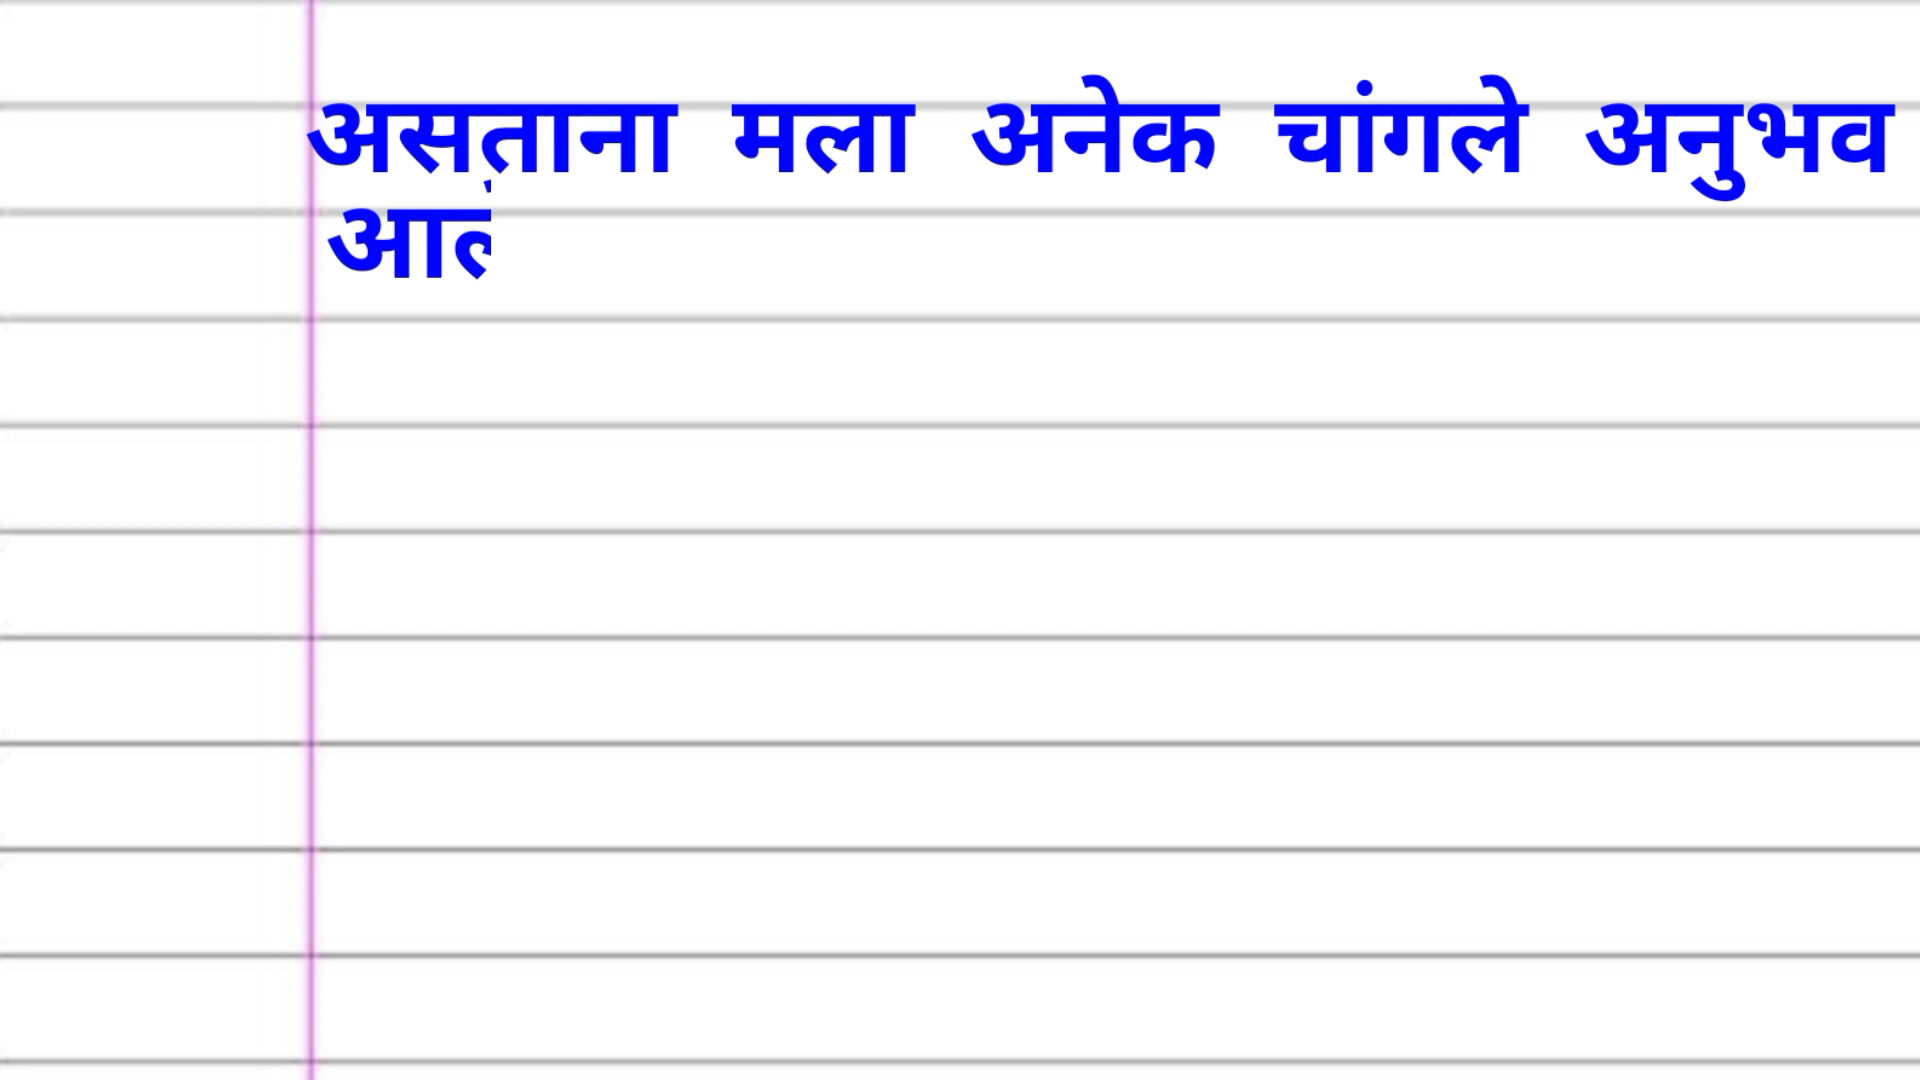 असताना मला अनेक चांगले अनुभव